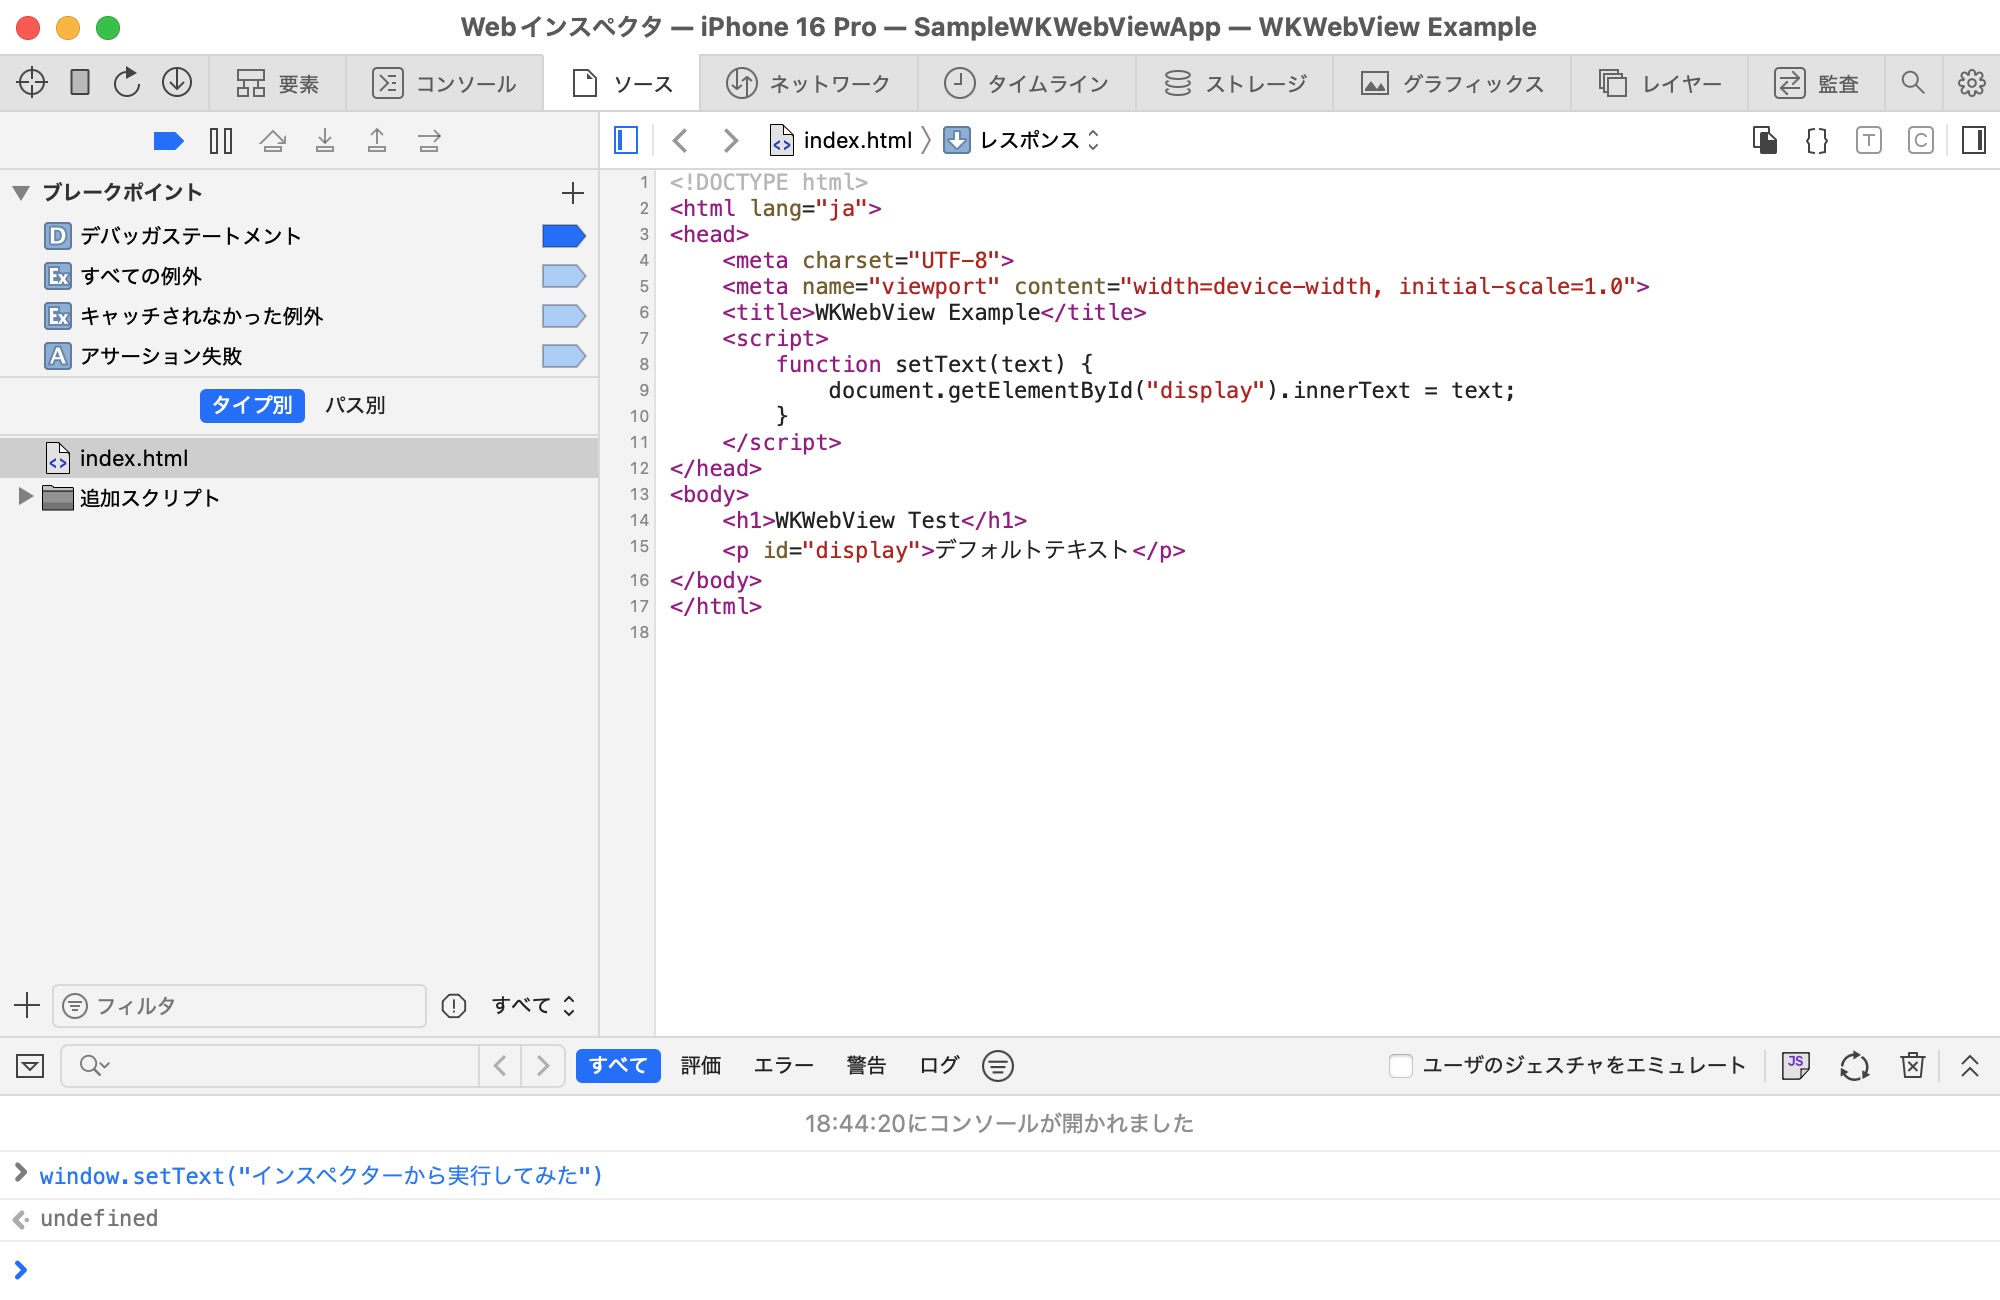 Webインスペクタ — iPhone 16 Pro — SampleWKWebViewApp — WKWebView Example
要素 コンソール ソース ネットワーク タイムライン ストレージ グラフィックス レイヤー 監査
index.html 〉 レスポンス {} T C
ブレークポイント
D デバッガステートメント
Ex すべての例外
Ex キャッチされなかった例外
A アサーション失敗
タイプ別 パス別
index.html
追加スクリプト
フィルタ すべて
1 <!DOCTYPE html>
2 <html lang="ja">
3 <head>
4 <meta charset="UTF-8">
5 <meta name="viewport" content="width=device-width, initial-scale=1.0">
6 <title>WKWebView Example</title>
7 <script>
8 function setText(text) {
9 document.getElementById("display").innerText = text;
10 }
11 </script>
12 </head>
13 <body>
14 <h1>WKWebView Test</h1>
15 <p id="display">デフォルトテキスト</p>
16 </body>
17 </html>
18
すべて 評価 エラー 警告 ログ ユーザのジェスチャをエミュレート JS
18:44:20にコンソールが開かれました
window.setText("インスペクターから実行してみた")
undefined